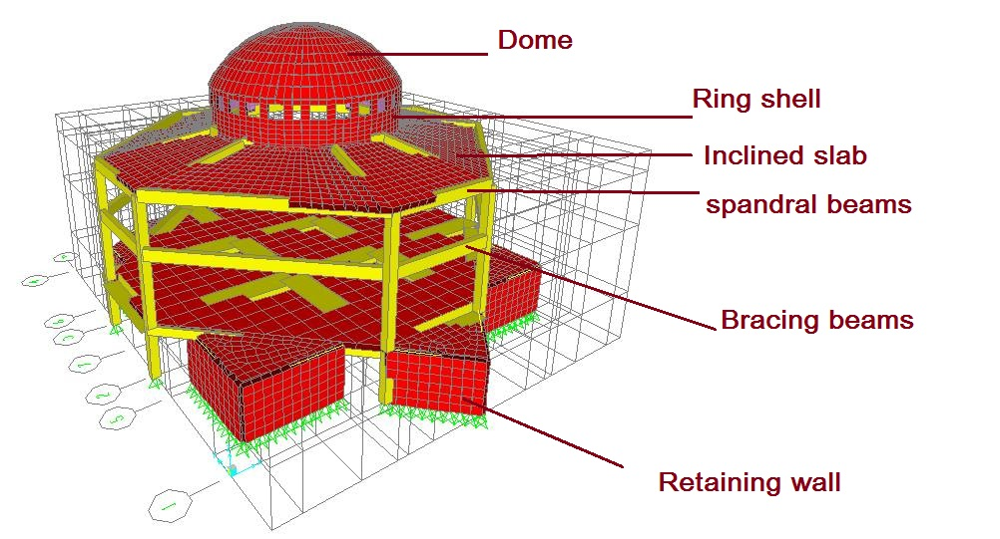 Dome
Ring shell
Inclined slab
spandral beams
Bracing beams
Retaining wall